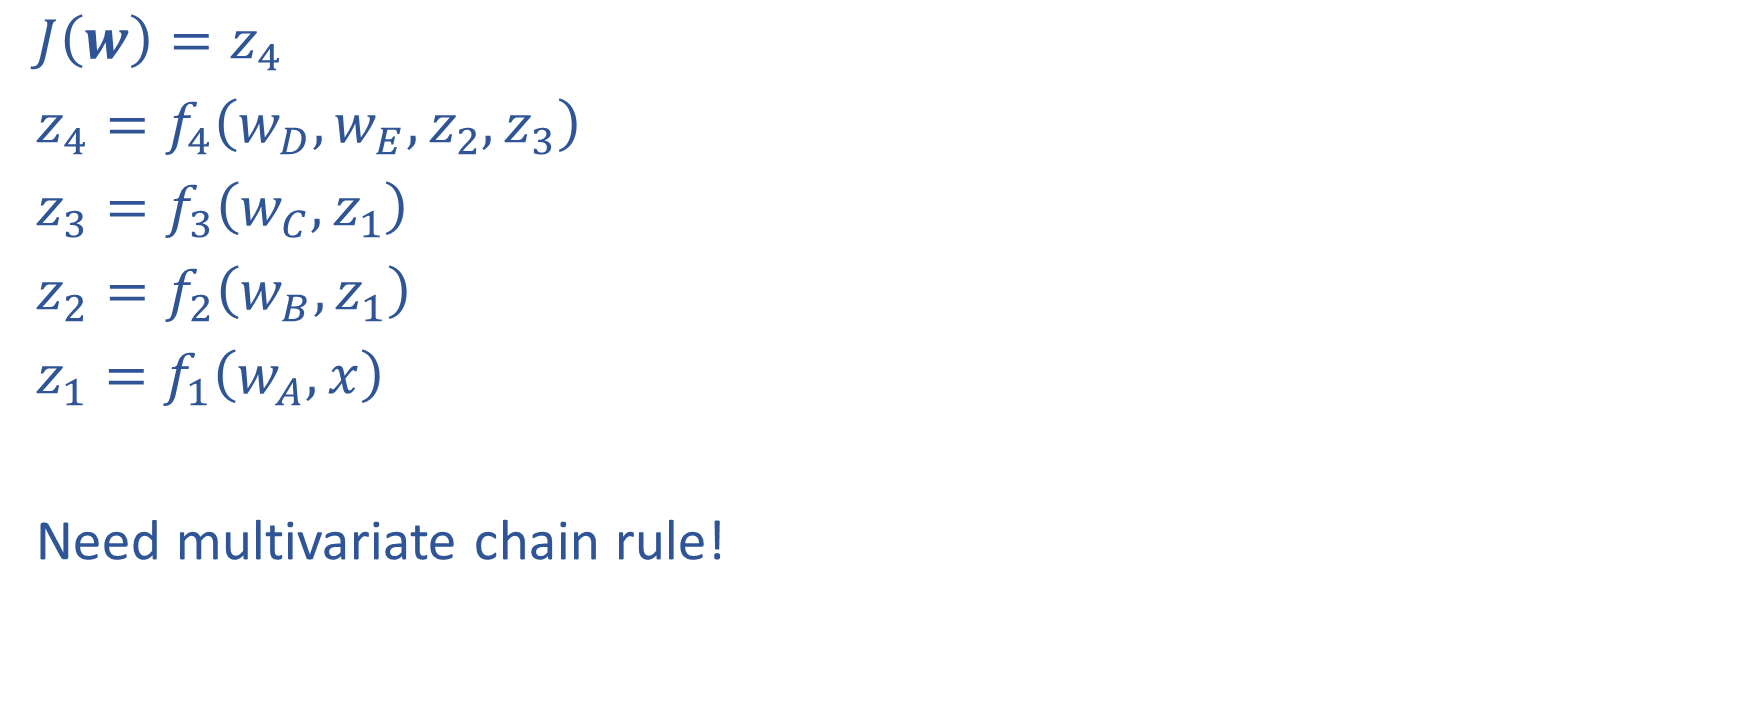 J(w) = z₄
z₄ = f₄(w_D, w_E, z₂, z₃)
z₃ = f₃(w_C, z₁)
z₂ = f₂(w_B, z₁)
z₁ = f₁(w_A, x)
Need multivariate chain rule!